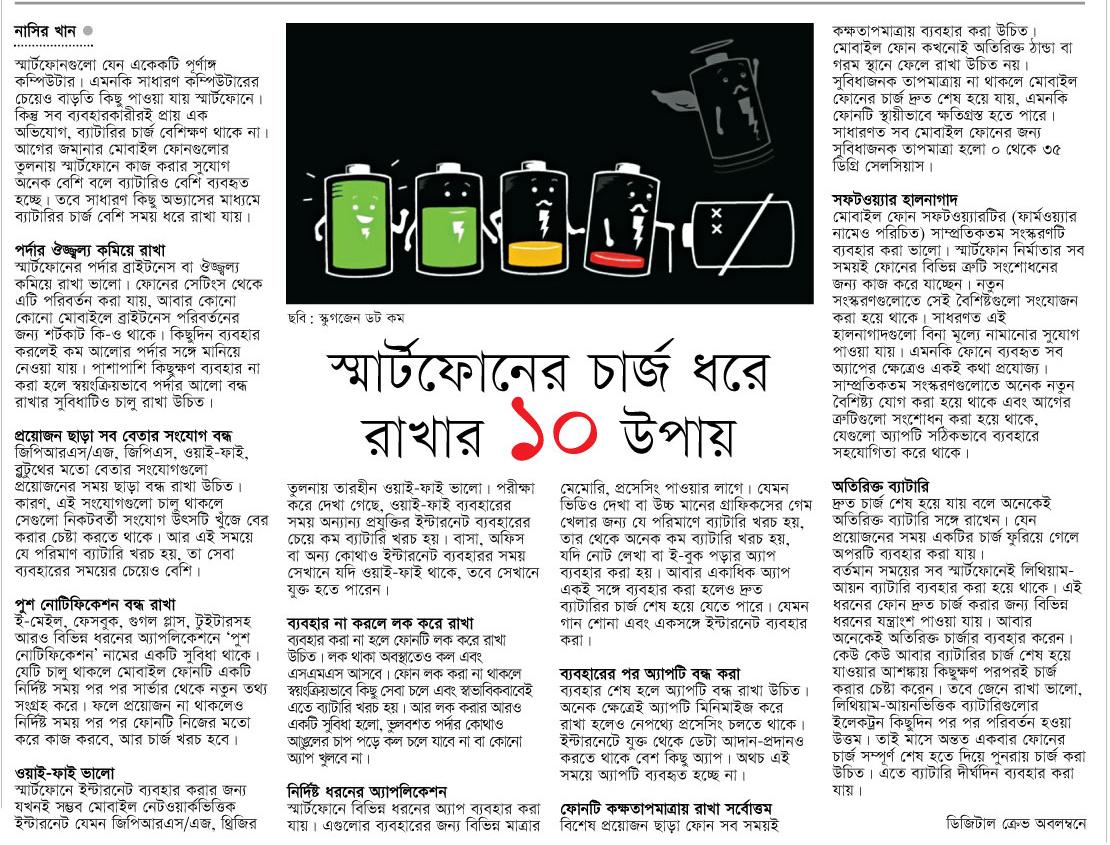 নাসির খান
স্মার্টফোনগুলো যেন একেকটি পূর্ণাঙ্গ
কম্পিউটার। এমনকি সাধারণ কম্পিউটারের
চেয়েও বাড়তি কিছু পাওয়া যায় স্মার্টফোনে।
কিন্তু সব ব্যবহারকারীরই প্রায় এক
অভিযোগ, ব্যাটারির চার্জ বেশিক্ষণ থাকে না।
আগের জমানার মোবাইল ফোনগুলোর
তুলনায় স্মার্টফোনে কাজ করার সুযোগ
অনেক বেশি বলে ব্যাটারিও বেশি ব্যবহৃত
হচ্ছে। তবে সাধারণ কিছু অভ্যাসের মাধ্যমে
ব্যাটারির চার্জ বেশি সময় ধরে রাখা যায়।
পর্দার ঔজ্জ্বল্য কমিয়ে রাখা
স্মার্টফোনের পর্দার ব্রাইটনেস বা ঔজ্জ্বল্য
কমিয়ে রাখা ভালো। ফোনের সেটিংস থেকে
এটি পরিবর্তন করা যায়, আবার কোনো
কোনো মোবাইলে ব্রাইটনেস পরিবর্তনের
জন্য শর্টকাট কি-ও থাকে। কিছুদিন ব্যবহার
করলেই কম আলোর পর্দার সঙ্গে মানিয়ে
নেওয়া যায়। পাশাপাশি কিছুক্ষণ ব্যবহার না
করা হলে স্বয়ংক্রিয়ভাবে পর্দার আলো বন্ধ
রাখার সুবিধাটিও চালু রাখা উচিত।
প্রয়োজন ছাড়া সব বেতার সংযোগ বন্ধ
জিপিআরএস/এজ, জিপিএস, ওয়াই-ফাই,
ব্লুটুথের মতো বেতার সংযোগগুলো
প্রয়োজনের সময় ছাড়া বন্ধ রাখা উচিত।
কারণ, এই সংযোগগুলো চালু থাকলে
সেগুলো নিকটবর্তী সংযোগ উৎসটি খুঁজে বের
করার চেষ্টা করতে থাকে। আর এই সময়ে
যে পরিমাণ ব্যাটারি খরচ হয়, তা সেবা
ব্যবহারের সময়ের চেয়েও বেশি।
পুশ নোটিফিকেশন বন্ধ রাখা
ই-মেইল, ফেসবুক, গুগল প্লাস, টুইটারসহ
আরও বিভিন্ন ধরনের অ্যাপলিকেশনে 'পুশ
নোটিফিকেশন' নামের একটি সুবিধা থাকে।
যেটি চালু থাকলে মোবাইল ফোনটি একটি
নির্দিষ্ট সময় পর পর সার্ভার থেকে নতুন তথ্য
সংগ্রহ করে। ফলে প্রয়োজন না থাকলেও
নির্দিষ্ট সময় পর পর ফোনটি নিজের মতো
করে কাজ করবে, আর চার্জ খরচ হবে।
ওয়াই-ফাই ভালো
স্মার্টফোনে ইন্টারনেট ব্যবহার করার জন্য
যখনই সম্ভব মোবাইল নেটওয়ার্কভিত্তিক
ইন্টারনেট যেমন জিপিআরএস/এজ, থ্রিজির
ছবি : স্কুগজেন ডট কম
স্মার্টফোনের চার্জ ধরে
রাখার ১০ উপায়
তুলনায় তারহীন ওয়াই-ফাই ভালো। পরীক্ষা
করে দেখা গেছে, ওয়াই-ফাই ব্যবহারের
সময় অন্যান্য প্রযুক্তির ইন্টারনেট ব্যবহারের
চেয়ে কম ব্যাটারি খরচ হয়। বাসা, অফিস
বা অন্য কোথাও ইন্টারনেট ব্যবহারের সময়
সেখানে যদি ওয়াই-ফাই থাকে, তবে সেখানে
যুক্ত হতে পারেন।
ব্যবহার না করলে লক করে রাখা
ব্যবহার করা না হলে ফোনটি লক করে রাখা
উচিত। লক থাকা অবস্থাতেও কল এবং
এসএমএস আসবে। ফোন লক করা না থাকলে
স্বয়ংক্রিয়ভাবে কিছু সেবা চলে এবং স্বাভাবিকবাবেই
এতে ব্যাটারি খরচ হয়। আর লক করার আরও
একটি সুবিধা হলো, ভুলবশত পর্দার কোথাও
আঙুলের চাপ পড়ে কল চলে যাবে না বা কোনো
অ্যাপ খুলবে না।
নির্দিষ্ট ধরনের অ্যাপলিকেশন
স্মার্টফোনে বিভিন্ন ধরনের অ্যাপ ব্যবহার করা
যায়। এগুলোর ব্যবহারের জন্য বিভিন্ন মাত্রার
মেমোরি, প্রসেসিং পাওয়ার লাগে। যেমন
ভিডিও দেখা বা উচ্চ মানের গ্রাফিকসের গেম
খেলার জন্য যে পরিমাণে ব্যাটারি খরচ হয়,
তার থেকে অনেক কম ব্যাটারি খরচ হয়,
যদি নোট লেখা বা ই-বুক পড়ার অ্যাপ
ব্যবহার করা হয়। আবার একাধিক অ্যাপ
একই সঙ্গে ব্যবহার করা হলেও দ্রুত
ব্যাটারির চার্জ শেষ হয়ে যেতে পারে। যেমন
গান শোনা এবং একসঙ্গে ইন্টারনেট ব্যবহার
করা।
ব্যবহারের পর অ্যাপটি বন্ধ করা
ব্যবহার শেষ হলে অ্যাপটি বন্ধ রাখা উচিত।
অনেক ক্ষেত্রেই অ্যাপটি মিনিমাইজ করে
রাখা হলেও নেপথ্যে প্রসেসিং চলতে থাকে।
ইন্টারনেটে যুক্ত থেকে ডেটা আদান-প্রদানও
করতে থাকে বেশ কিছু অ্যাপ। অথচ এই
সময়ে অ্যাপটি ব্যবহৃত হচ্ছে না।
ফোনটি কক্ষতাপমাত্রায় রাখা সর্বোত্তম
বিশেষ প্রয়োজন ছাড়া ফোন সব সময়ই
কক্ষতাপমাত্রায় ব্যবহার করা উচিত।
মোবাইল ফোন কখনোই অতিরিক্ত ঠান্ডা বা
গরম স্থানে ফেলে রাখা উচিত নয়।
সুবিধাজনক তাপমাত্রায় না থাকলে মোবাইল
ফোনের চার্জ দ্রুত শেষ হয়ে যায়, এমনকি
ফোনটি স্থায়ীভাবে ক্ষতিগ্রস্ত হতে পারে।
সাধারণত সব মোবাইল ফোনের জন্য
সুবিধাজনক তাপমাত্রা হলো ০ থেকে ৩৫
ডিগ্রি সেলসিয়াস।
সফটওয়্যার হালনাগাদ
মোবাইল ফোন সফটওয়্যারটির (ফার্মওয়্যার
নামেও পরিচিত) সাম্প্রতিকতম সংস্করণটি
ব্যবহার করা ভালো। স্মার্টফোন নির্মাতার সব
সময়ই ফোনের বিভিন্ন ত্রুটি সংশোধনের
জন্য কাজ করে যাচ্ছেন। নতুন
সংস্করণগুলোতে সেই বৈশিষ্টগুলো সংযোজন
করা হয়ে থাকে। সাধরণত এই
হালনাগাদগুলো বিনা মূল্যে নামানোর সুযোগ
পাওয়া যায়। এমনকি ফোনে ব্যবহৃত সব
অ্যাপের ক্ষেত্রেও একই কথা প্রযোজ্য।
সাম্প্রতিকতম সংস্করণগুলোতে অনেক নতুন
বৈশিষ্ট্য যোগ করা হয়ে থাকে এবং আগের
ত্রুটিগুলো সংশোধন করা হয়ে থাকে,
যেগুলো অ্যাপটি সঠিকভাবে ব্যবহারে
সহযোগিতা করে থাকে।
অতিরিক্ত ব্যাটারি
দ্রুত চার্জ শেষ হয়ে যায় বলে অনেকেই
অতিরিক্ত ব্যাটারি সঙ্গে রাখেন। যেন
প্রয়োজনের সময় একটির চার্জ ফুরিয়ে গেলে
অপরটি ব্যবহার করা যায়।
বর্তমান সময়ের সব স্মার্টফোনেই লিথিয়াম-
আয়ন ব্যাটারি ব্যবহার করা হয়ে থাকে। এই
ধরনের ফোন দ্রুত চার্জ করার জন্য বিভিন্ন
ধরনের যন্ত্রাংশ পাওয়া যায়। আবার
অনেকেই অতিরিক্ত চার্জার ব্যবহার করেন।
কেউ কেউ আবার ব্যাটারির চার্জ শেষ হয়ে
যাওয়ার আশঙ্কায় কিছুক্ষণ পরপরই চার্জ
করার চেষ্টা করেন। তবে জেনে রাখা ভালো,
লিথিয়াম-আয়নভিত্তিক ব্যাটারিগুলোর
ইলেকট্রন কিছুদিন পর পর পরিবর্তন হওয়া
উত্তম। তাই মাসে অন্তত একবার ফোনের
চার্জ সম্পূর্ণ শেষ হতে দিয়ে পুনরায় চার্জ করা
উচিত। এতে ব্যাটারি দীর্ঘদিন ব্যবহার করা
যায়।
ডিজিটাল ক্রেভ অবলম্বনে